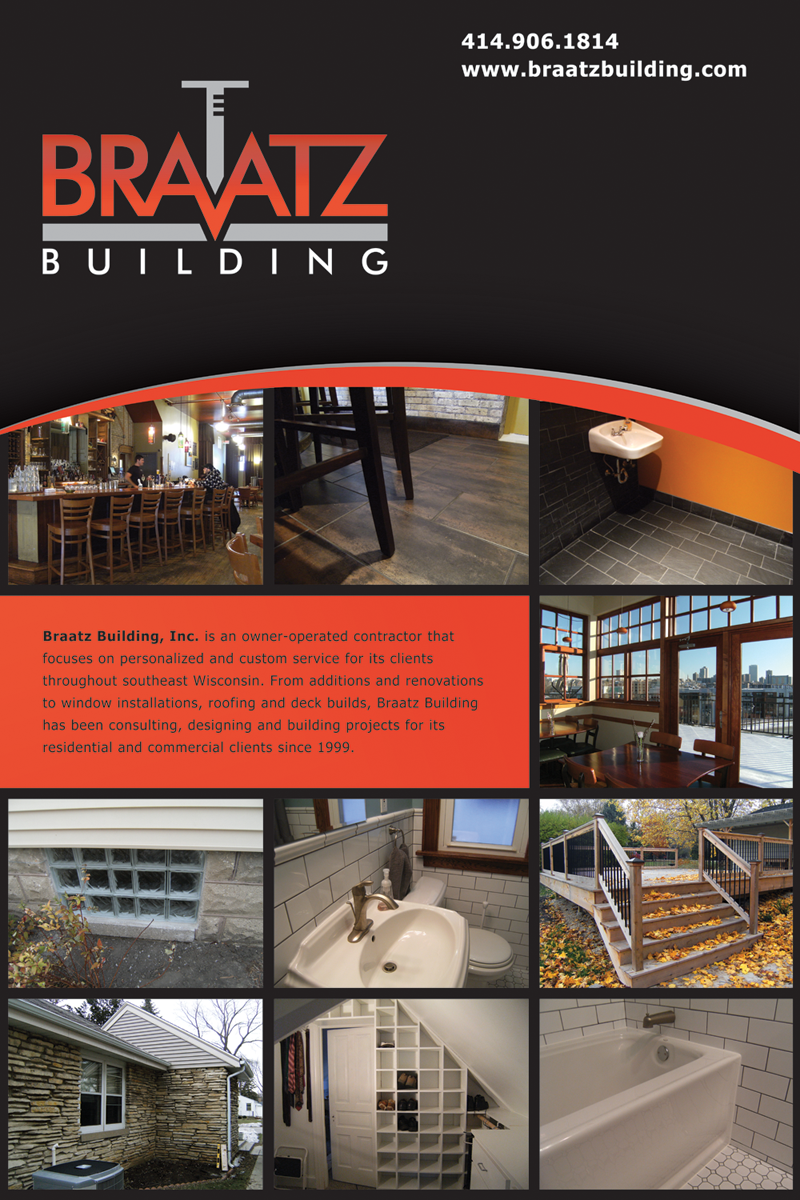 414.906.1814
www.braatzbuilding.com
BRAATZ
BUILDING
Braatz Building, Inc. is an owner-operated contractor that
focuses on personalized and custom service for its clients
throughout southeast Wisconsin. From additions and renovations
to window installations, roofing and deck builds, Braatz Building
has been consulting, designing and building projects for its
residential and commercial clients since 1999.